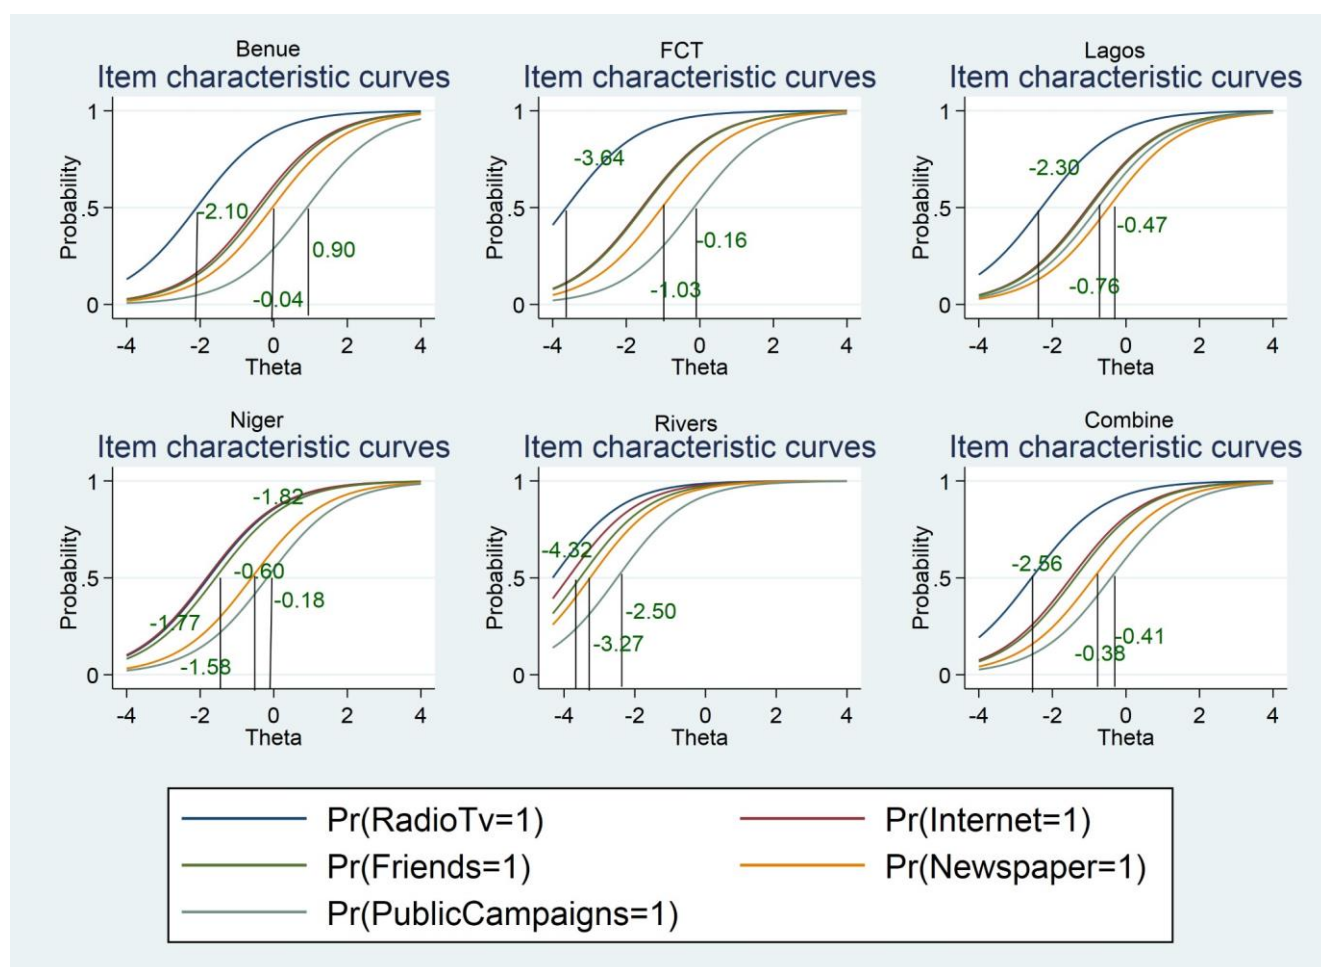 Benue
Item characteristic curves
1
.5
0
Probability
-2.10
0.90
-0.04
-4 -2 0 2 4
Theta
FCT
Item characteristic curves
1
.5
0
Probability
-3.64
-0.16
-1.03
-4 -2 0 2 4
Theta
Lagos
Item characteristic curves
1
.5
0
Probability
-2.30
-0.47
-0.76
-4 -2 0 2 4
Theta
Niger
Item characteristic curves
1
.5
0
Probability
-1.82
-0.60
-0.18
-1.77
-1.58
-4 -2 0 2 4
Theta
Rivers
Item characteristic curves
1
.5
0
Probability
-4.32
-2.50
-3.27
-4 -2 0 2 4
Theta
Combine
Item characteristic curves
1
.5
0
Probability
-2.56
-0.41
-0.38
-4 -2 0 2 4
Theta
Pr(RadioTv=1) Pr(Internet=1)
Pr(Friends=1) Pr(Newspaper=1)
Pr(PublicCampaigns=1)